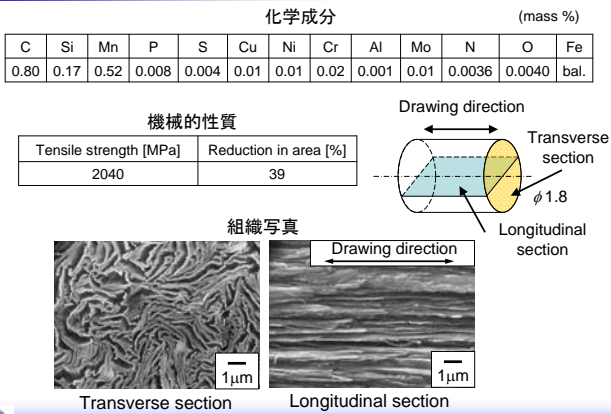 化学成分 (mass %)
C Si Mn P S Cu Ni Cr Al Mo N O Fe
0.80 0.17 0.52 0.008 0.004 0.01 0.01 0.02 0.001 0.01 0.0036 0.0040 bal.
機械的性質
Tensile strength [MPa] Reduction in area [%]
2040 39
Drawing direction
Transverse
section
φ1.8
Longitudinal
section
組織写真
Drawing direction
1μm
1μm
Transverse section
Longitudinal section